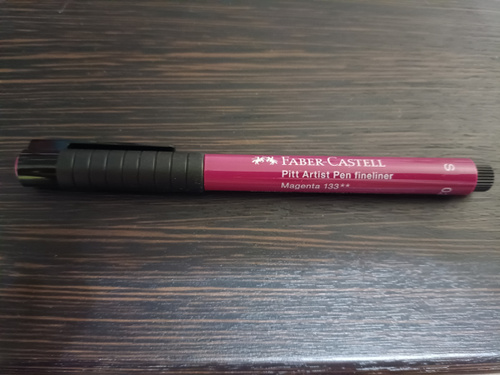 FABER-CASTELL
Pitt Artist Pen fineliner
Magenta 133**
S